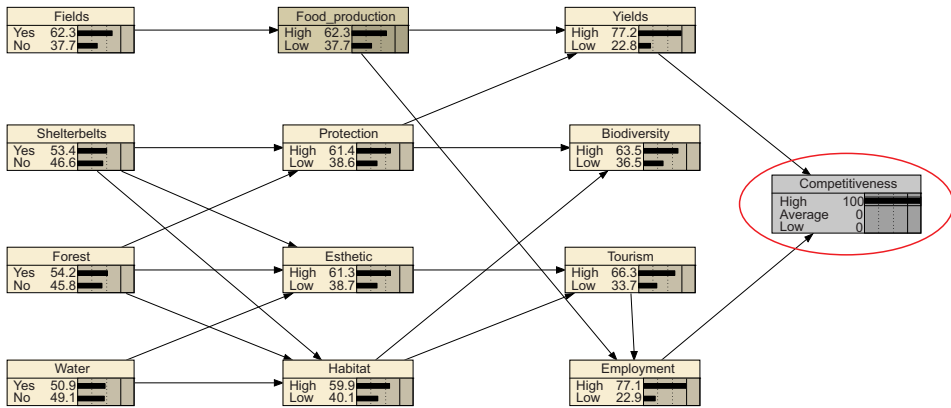 Fields
Yes 62.3
No 37.7
Food_production
High 62.3
Low 37.7
Yields
High 77.2
Low 22.8
Shelterbelts
Yes 53.4
No 46.6
Protection
High 61.4
Low 38.6
Biodiversity
High 63.5
Low 36.5
Competitiveness
High 100
Average 0
Low 0
Forest
Yes 54.2
No 45.8
Esthetic
High 61.3
Low 38.7
Tourism
High 66.3
Low 33.7
Water
Yes 50.9
No 49.1
Habitat
High 59.9
Low 40.1
Employment
High 77.1
Low 22.9